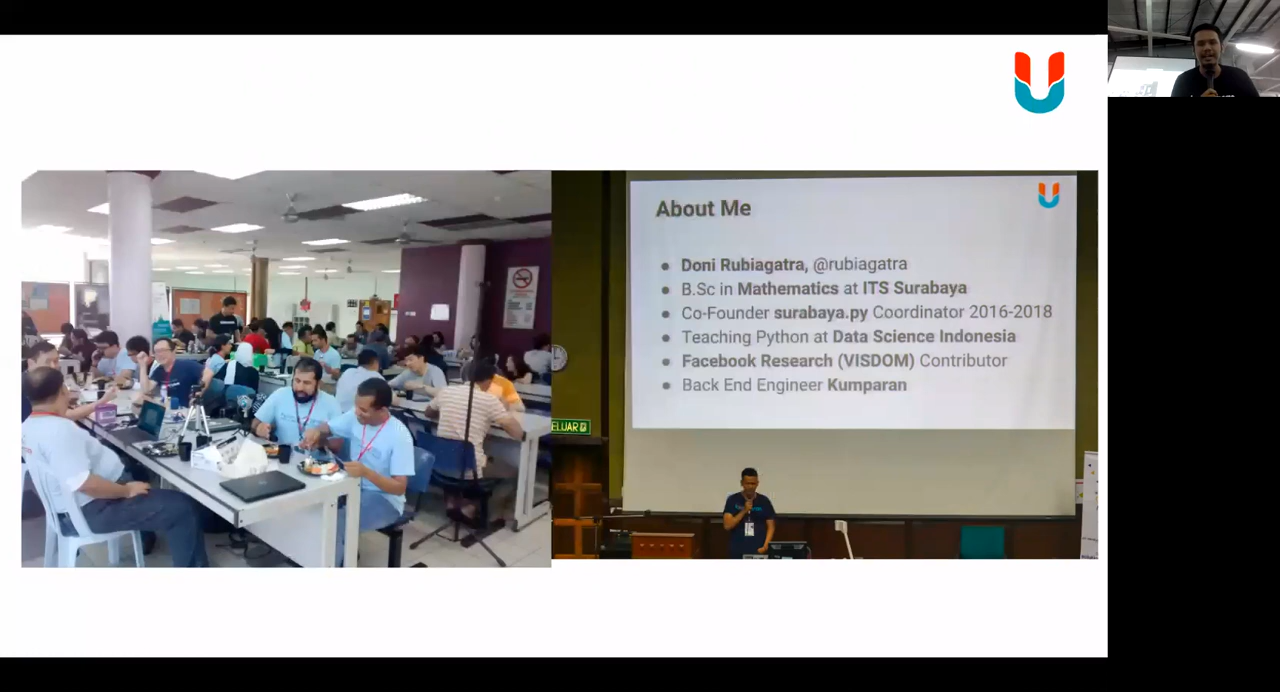 About Me
● Doni Rubiagatra, @rubiagatra
● B.Sc in Mathematics at ITS Surabaya
● Co-Founder surabaya.py Coordinator 2016-2018
● Teaching Python at Data Science Indonesia
● Facebook Research (VISDOM) Contributor
● Back End Engineer Kumparan
ELUAR